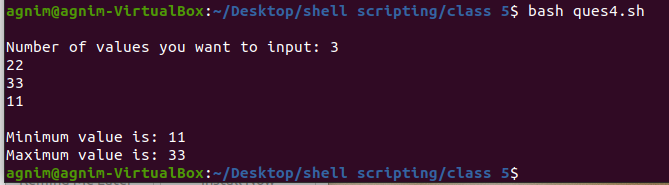 agnim@agnim-VirtualBox:~/Desktop/shell scripting/class 5$ bash ques4.sh
Number of values you want to input: 3
22
33
11
Minimum value is: 11
Maximum value is: 33
agnim@agnim-VirtualBox:~/Desktop/shell scripting/class 5$